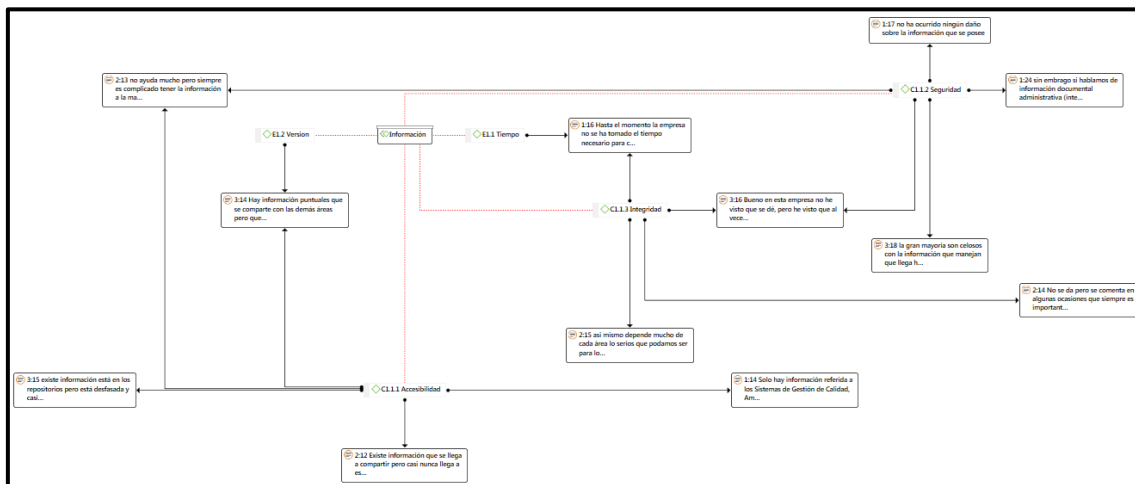 1:17 no ha ocurrido ningún daño
sobre la información que se posee
2:13 no ayuda mucho pero siempre
es complicado tener la información
a la ma...
C1.1.2 Seguridad
1:24 sin embrago si hablamos de
información documental
administrativa (inte...
E1.2 Version
Información
E1.1 Tiempo
1:16 Hasta el momento la empresa
no se ha tomado el tiempo
necesario para c...
3:14 Hay información puntuales que
se comparte con las demás áreas
pero que...
C1.1.3 Integridad
3:16 Bueno en esta empresa no he
visto que se dé, pero he visto que al
vece...
3:18 la gran mayoría son celosos
con la información que manejan
que llega h...
2:14 No se da pero se comenta en
algunas ocasiones que siempre es
important...
2:15 así mismo depende mucho de
cada área lo serios que podamos ser
para lo...
3:15 existe información está en los
repositorios pero está desfasada y
casi...
C1.1.1 Accesibilidad
1:14 Solo hay información referida a
los Sistemas de Gestión de Calidad,
Am...
2:12 Existe información que se llega
a compartir pero casi nunca llega a
es...